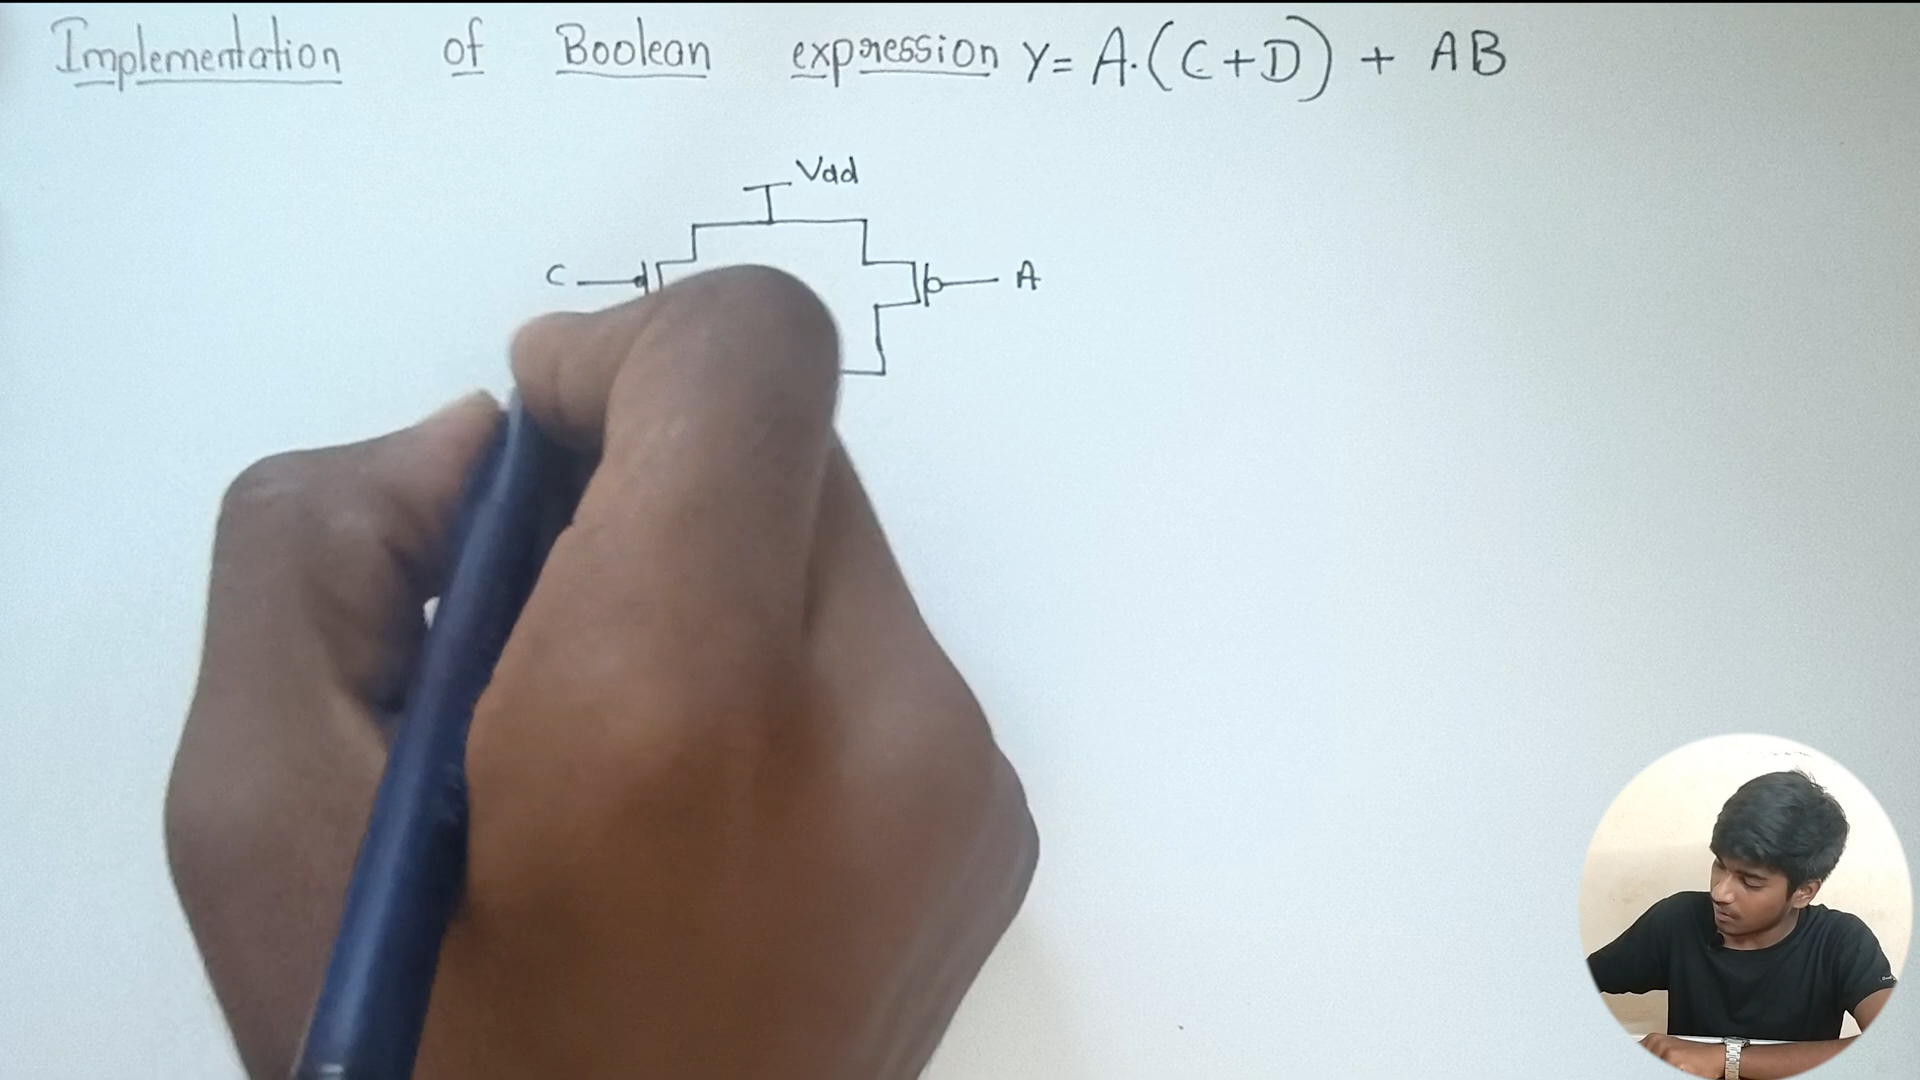 Implementation of Boolean expression Y= A.(C+D) + AB
Vdd
C
A